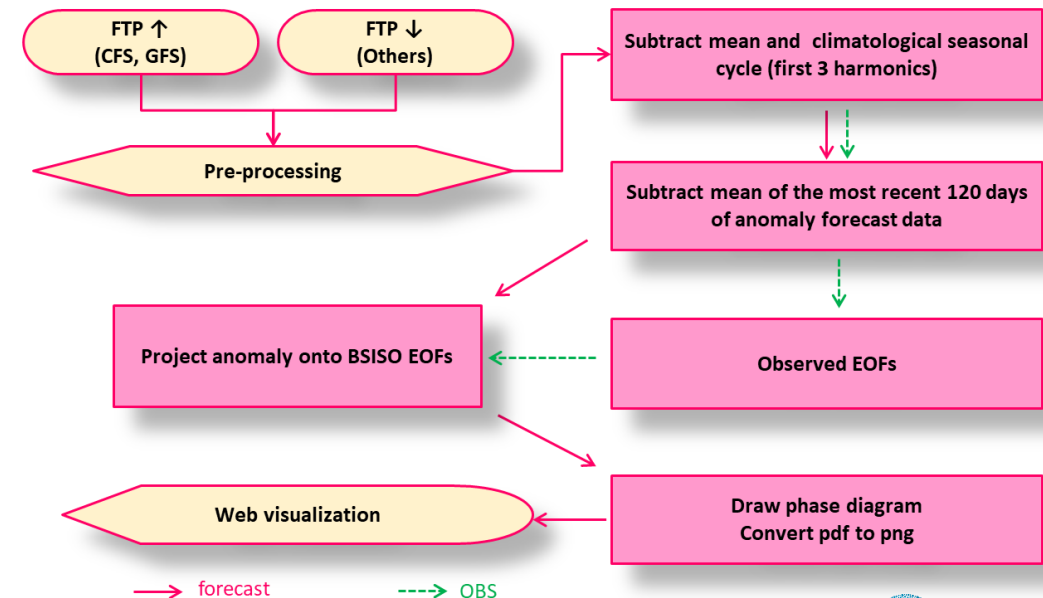 FTP ↑
(CFS, GFS)
FTP ↓
(Others)
Subtract mean and climatological seasonal
cycle (first 3 harmonics)
Pre-processing
Subtract mean of the most recent 120 days
of anomaly forecast data
Project anomaly onto BSISO EOFs
Observed EOFs
Draw phase diagram
Convert pdf to png
Web visualization
forecast
OBS